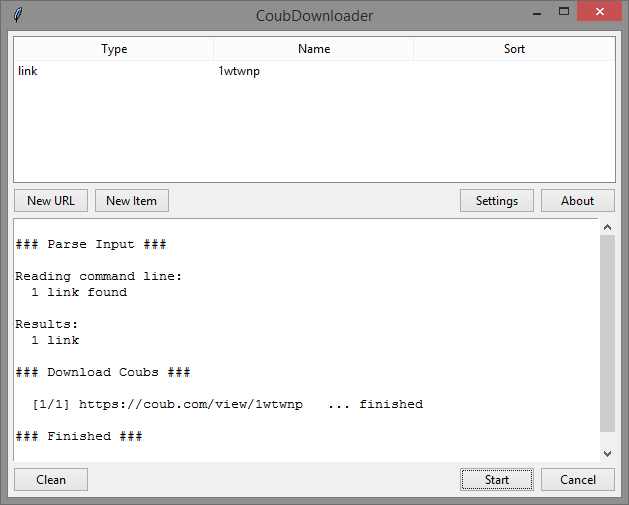 CoubDownloader
Type Name Sort
link 1wtwnp
New URL New Item Settings About
### Parse Input ###
Reading command line:
1 link found
Results:
1 link
### Download Coubs ###
[1/1] https://coub.com/view/1wtwnp ... finished
### Finished ###
Clean Start Cancel